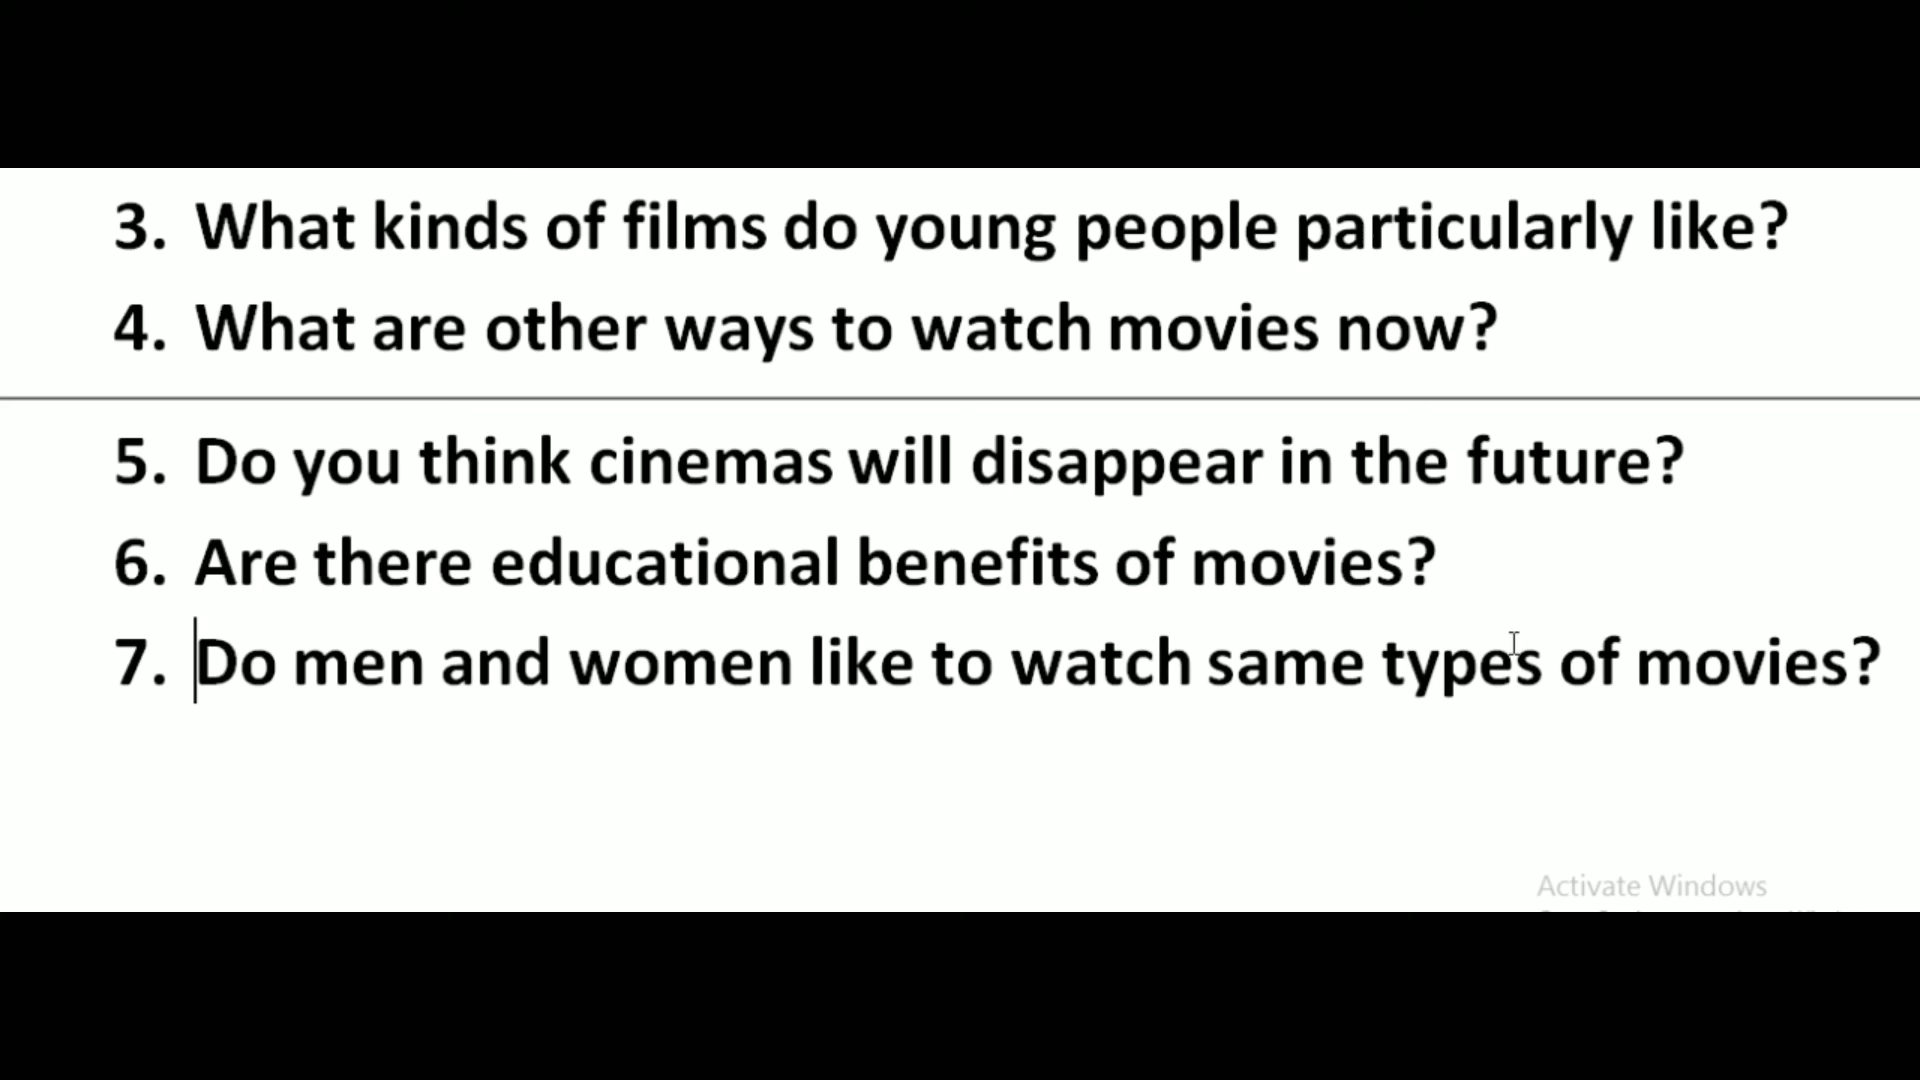 3. What kinds of films do young people particularly like?
4. What are other ways to watch movies now?
5. Do you think cinemas will disappear in the future?
6. Are there educational benefits of movies?
7. Do men and women like to watch same types of movies?
Activate Windows